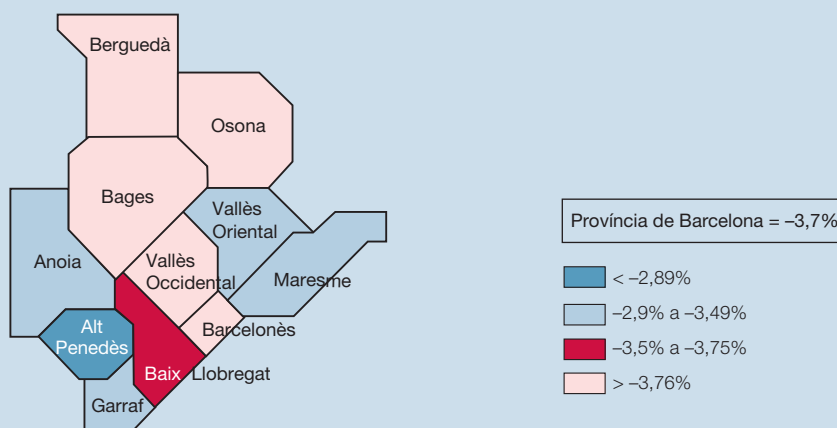 Berguedà
Osona
Bages
Vallès
Oriental
Anoia
Vallès
Occidental
Maresme
Alt
Penedès
Barcelonès
Baix Llobregat
Garraf
Província de Barcelona = –3,7%
< –2,89%
–2,9% a –3,49%
–3,5% a –3,75%
> –3,76%